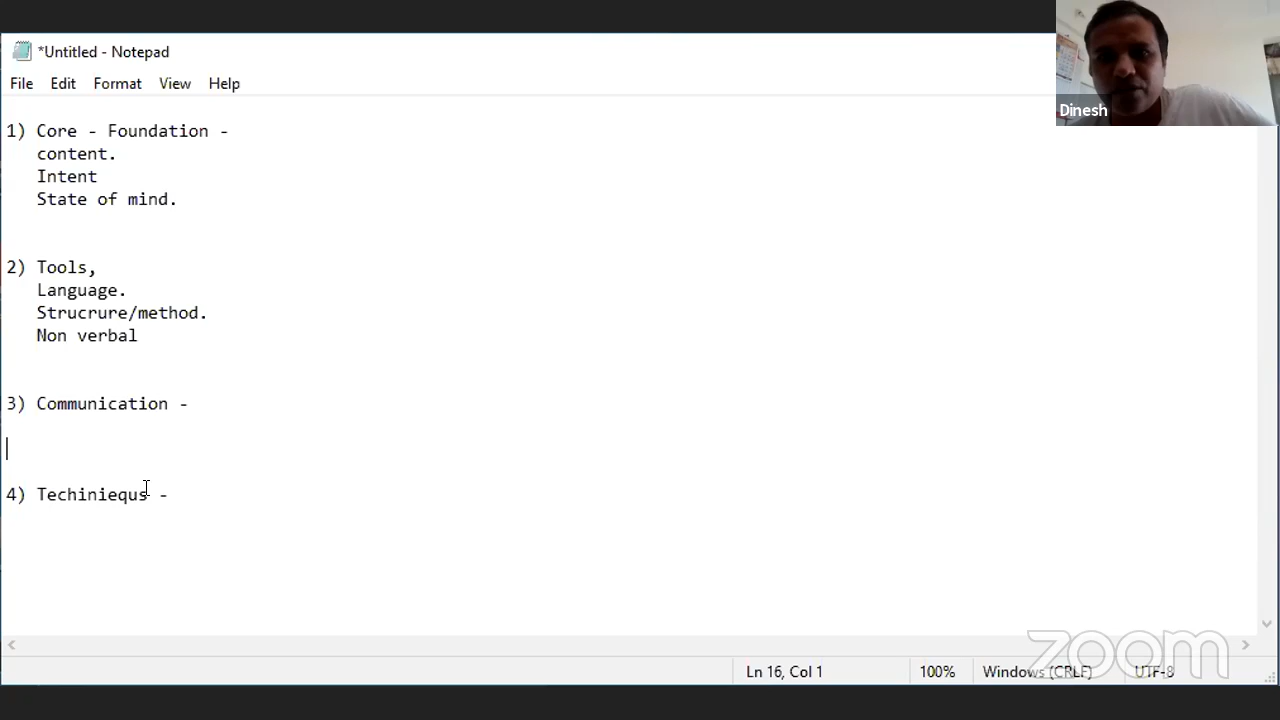 *Untitled - Notepad
File Edit Format View Help
Dinesh
1) Core - Foundation -
content.
Intent
State of mind.
2) Tools,
Language.
Strucrure/method.
Non verbal
3) Communication -
4) Techiniequs -
zoom
Ln 16, Col 1 100% Windows (CRLF) UTF-8